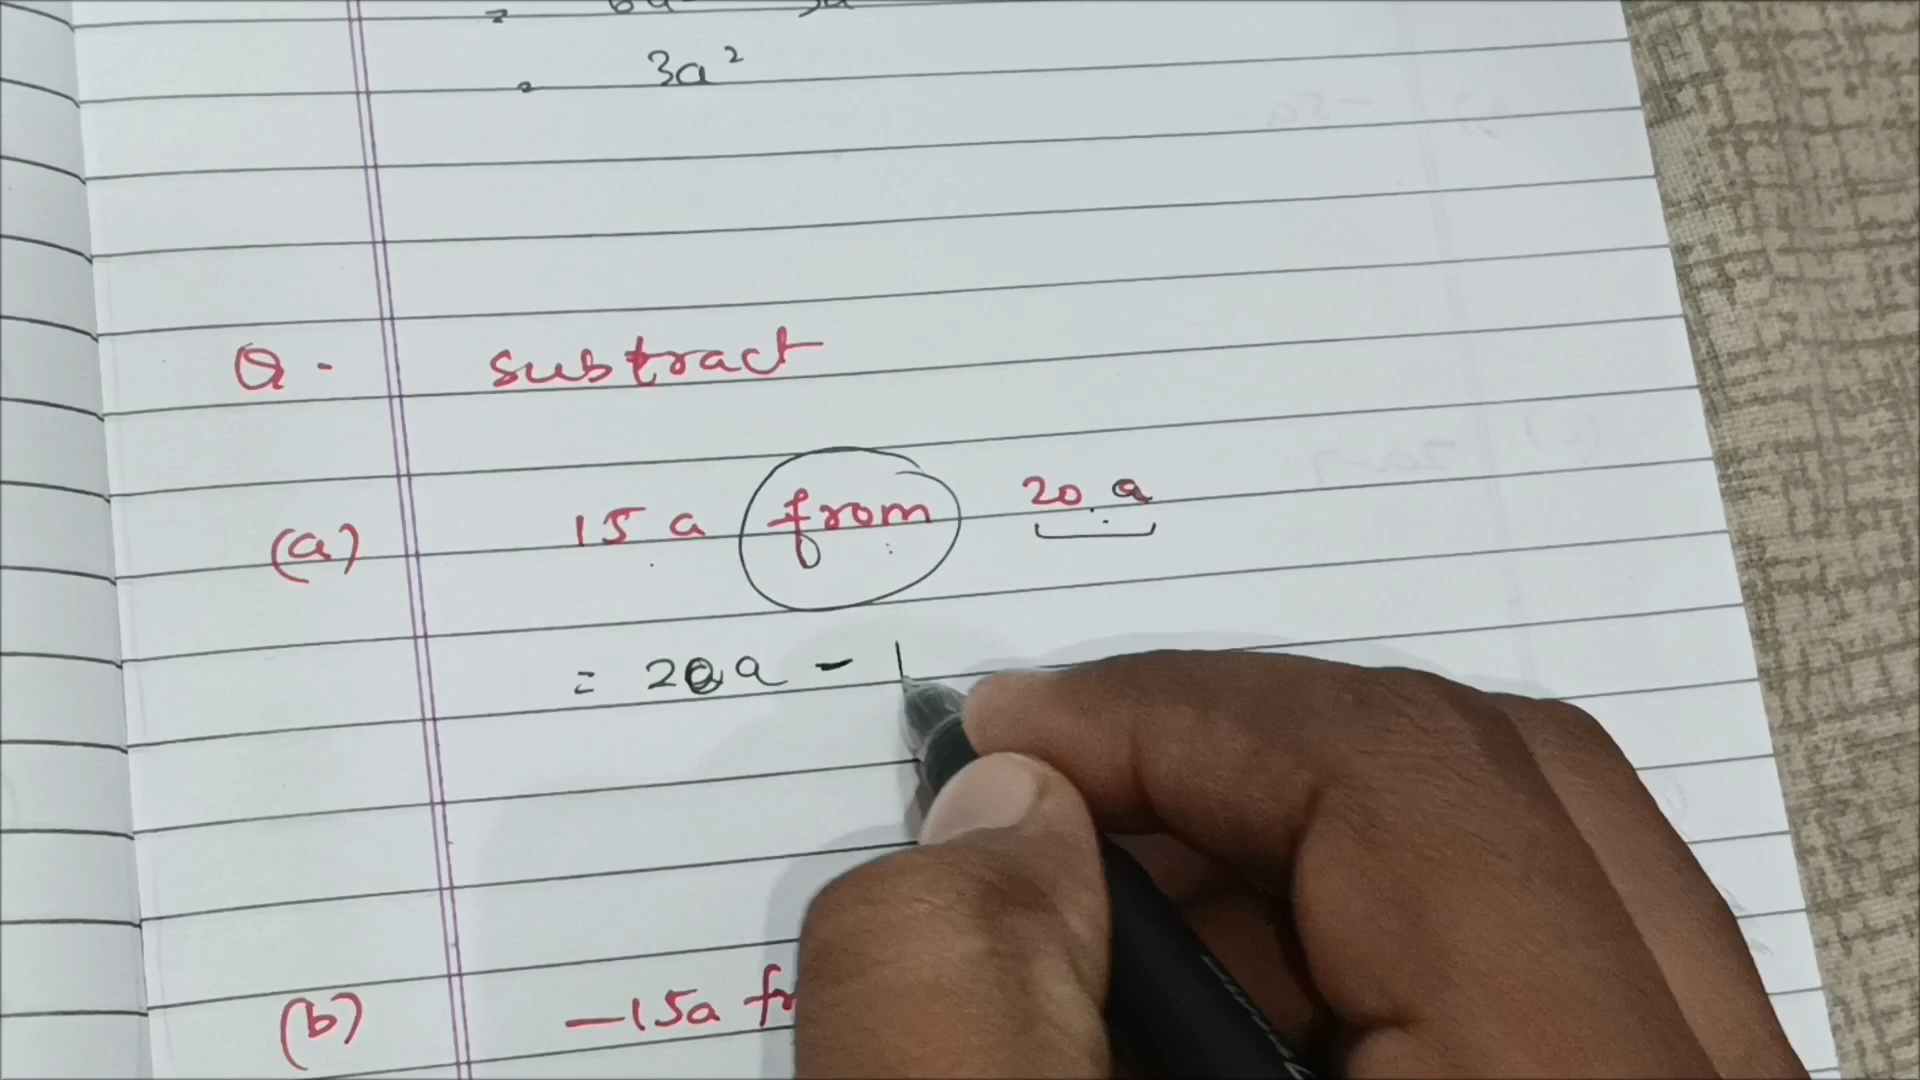 3a²
Q. subtract
(a) 15 a from 20 a
= 20a - 1
(b) -15a